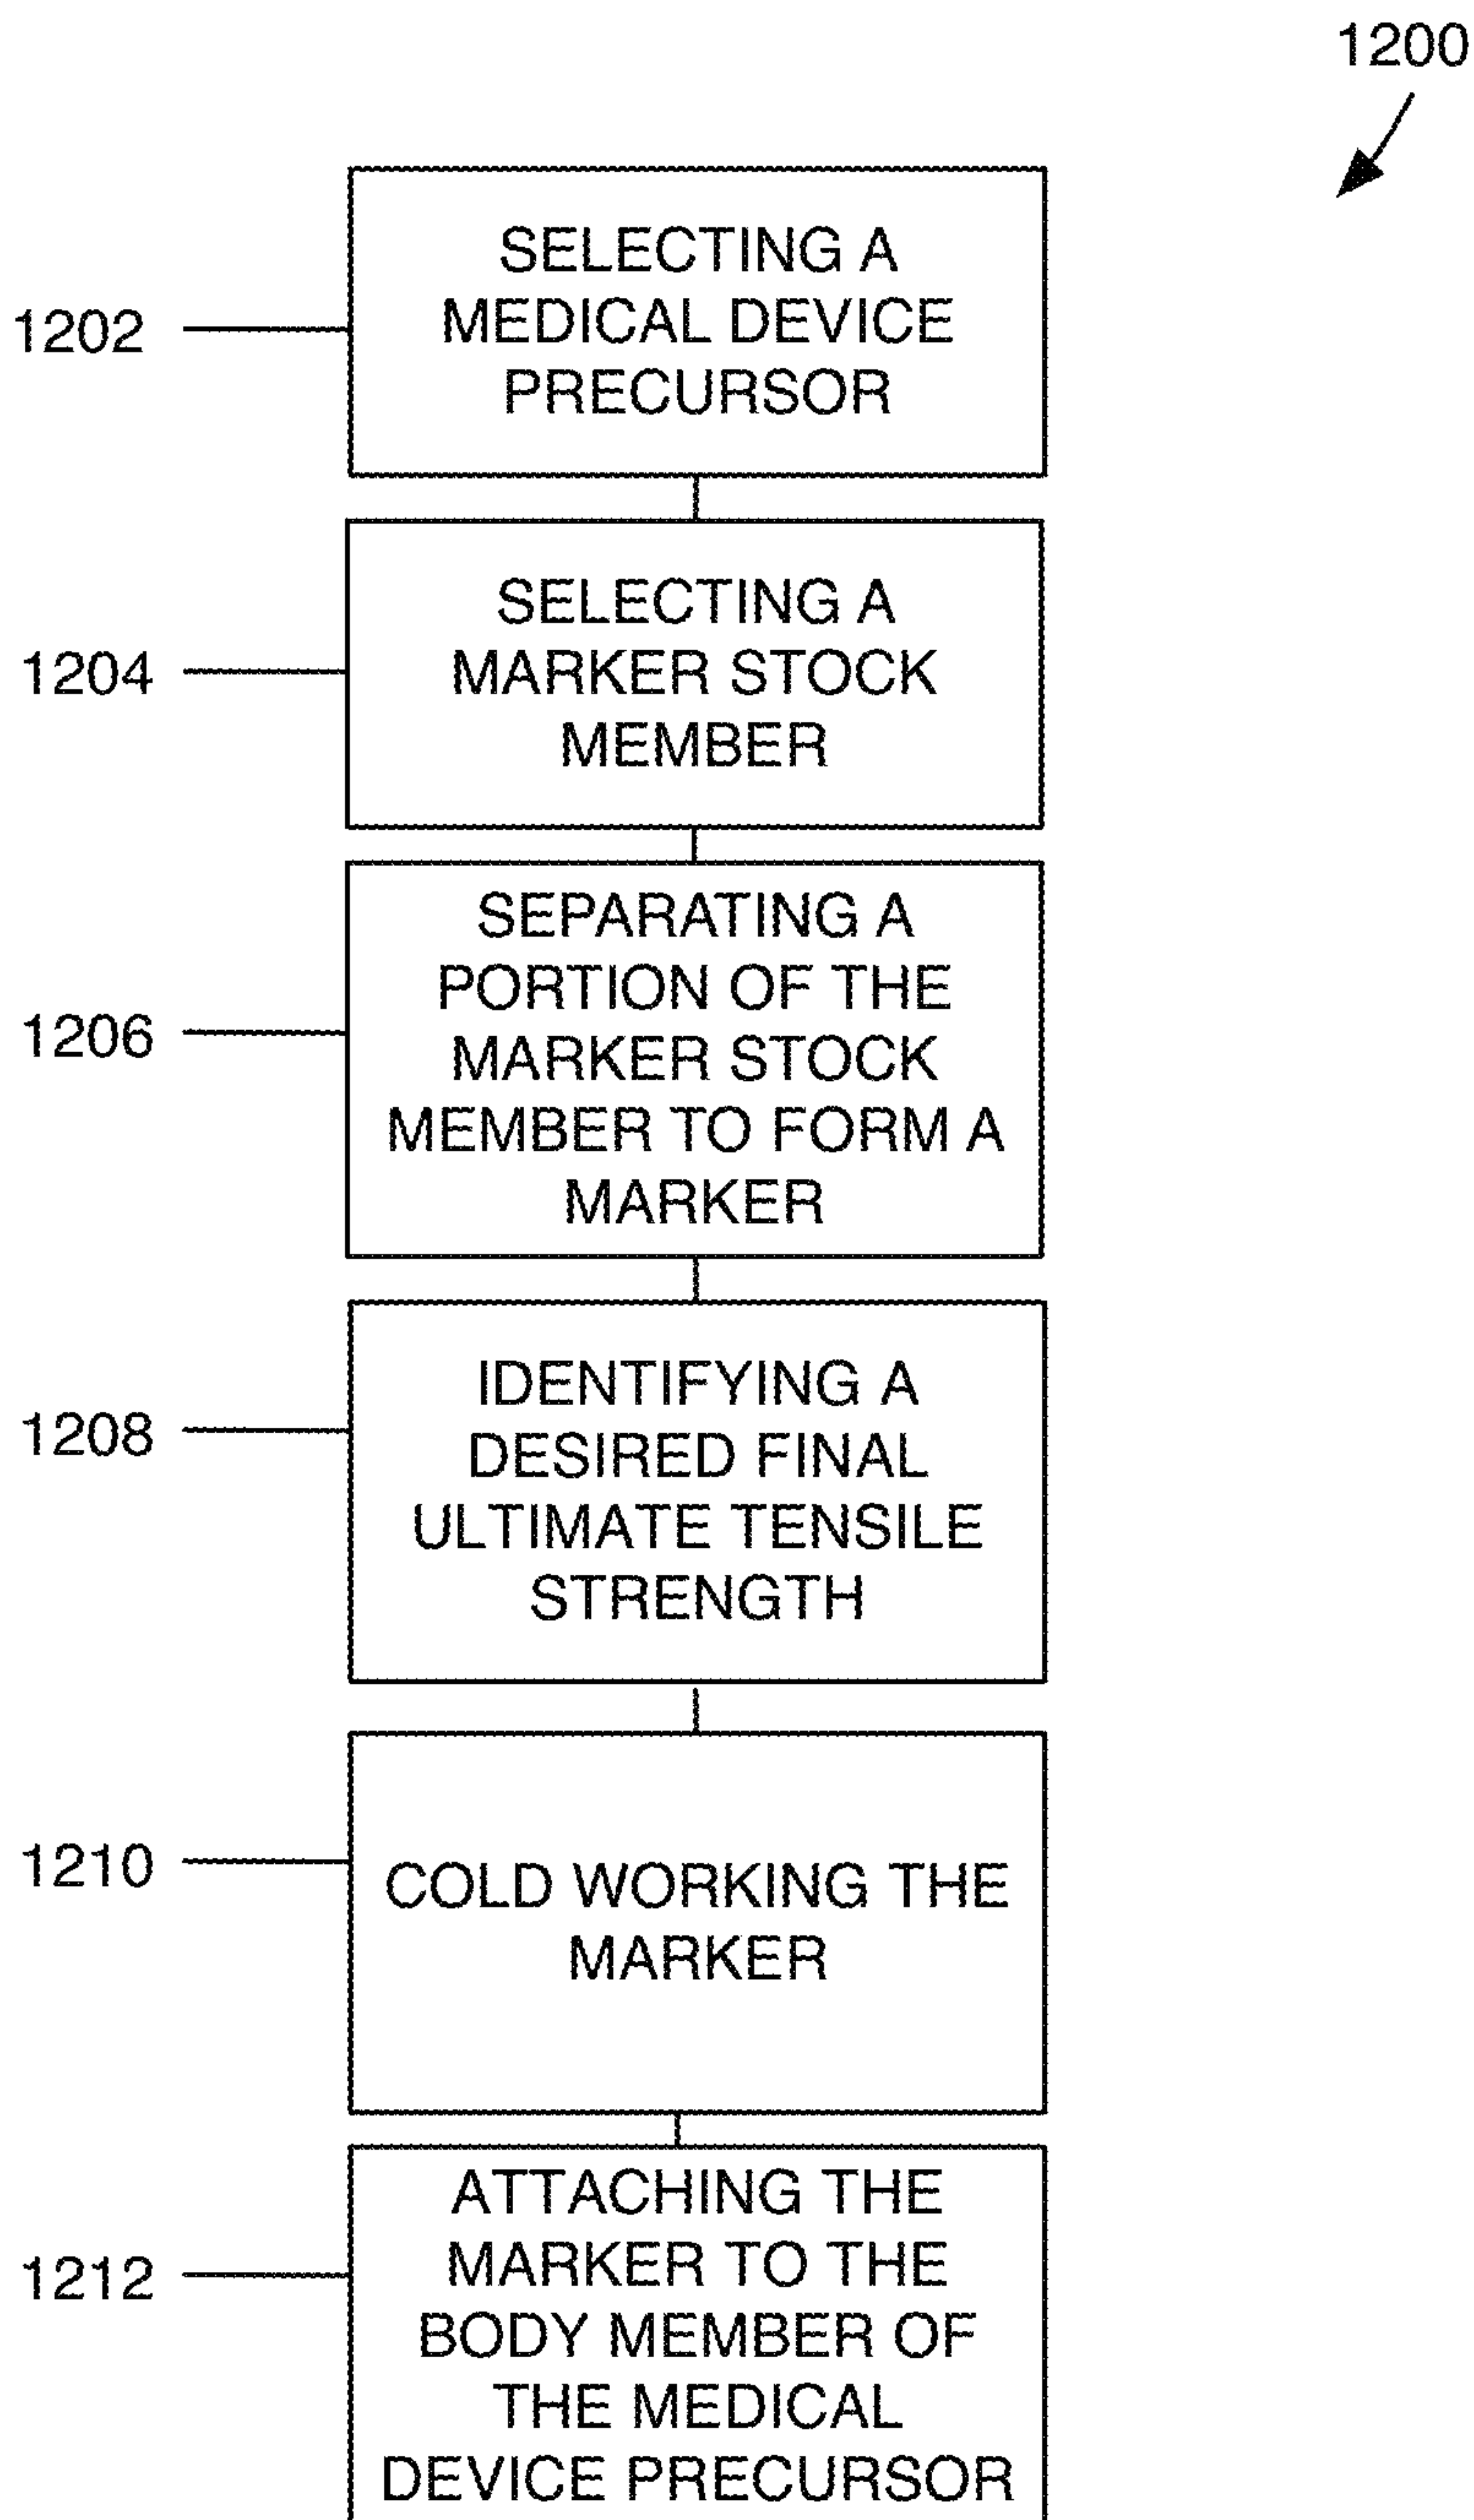 1200
SELECTING A
MEDICAL DEVICE
PRECURSOR
1202
SELECTING A
MARKER STOCK
MEMBER
1204
SEPARATING A
PORTION OF THE
MARKER STOCK
MEMBER TO FORM A
MARKER
1206
IDENTIFYING A
DESIRED FINAL
ULTIMATE TENSILE
STRENGTH
1208
COLD WORKING THE
MARKER
1210
ATTACHING THE
MARKER TO THE
BODY MEMBER OF
THE MEDICAL
DEVICE PRECURSOR
1212